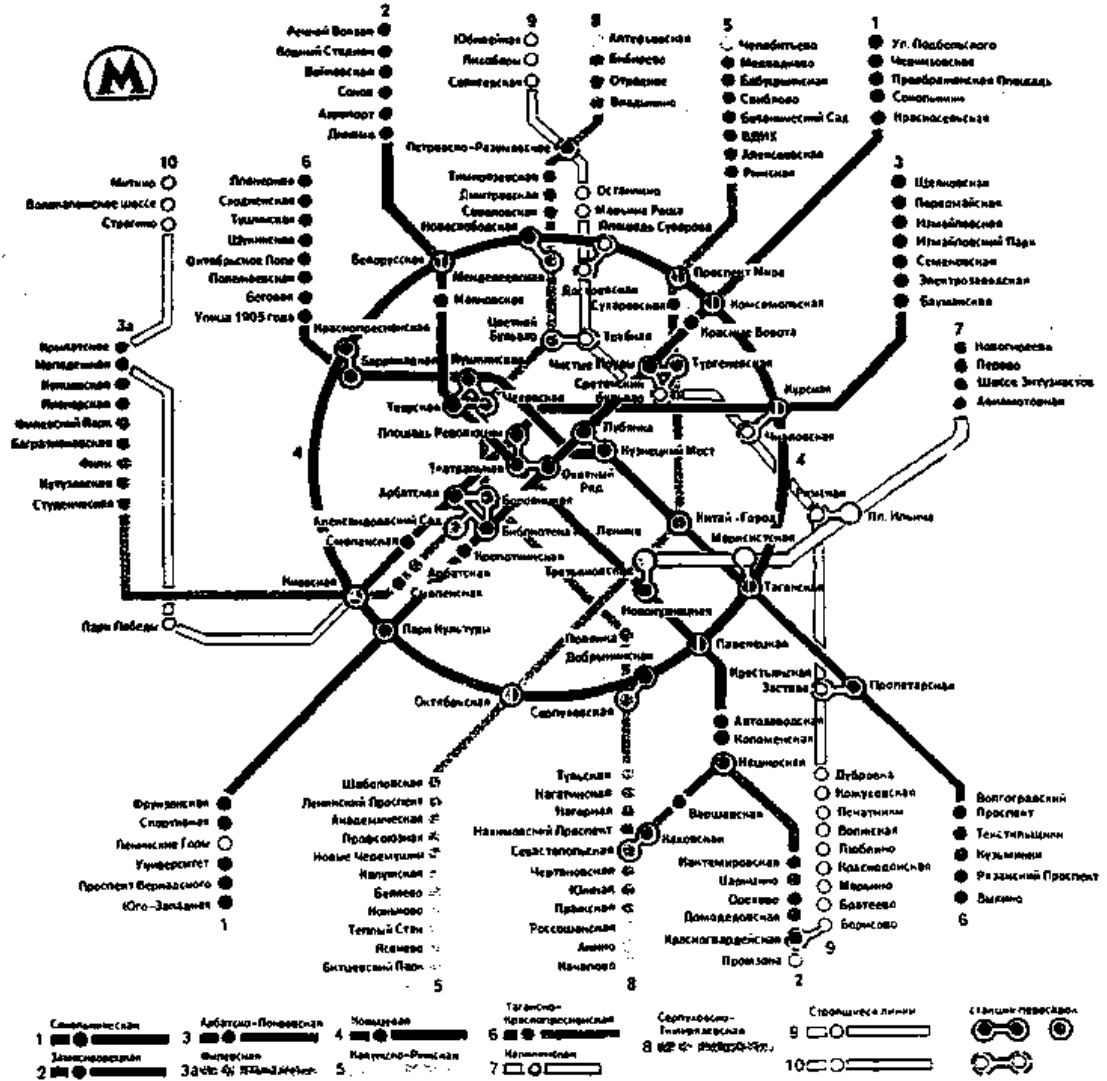 М
2
Речной Вокзал
Водный Стадион
Войковская
Сокол
Аэропорт
Динамо
9
Лианозово
Селигерская
8
Алтуфьевская
Бибирево
Отрадное
Владыкино
5
Челобитьево
Медведково
Бабушкинская
Свиблово
Ботанический Сад
ВДНХ
Алексеевская
Рижская
1
Ул. Подбельского
Черкизовская
Преображенская Площадь
Сокольники
Красносельская
Петровско-Разумовское
Тимирязевская
Дмитровская
Савеловская
Новослободская
Останкино
Марьина Роща
Площадь Суворова
10
Митино
Волоколамское шоссе
Строгино
6
Планерная
Сходненская
Тушинская
Щукинская
Октябрьское Поле
Полежаевская
Беговая
Улица 1905 года
3
Щелковская
Первомайская
Измайловская
Измайловский Парк
Семеновская
Электрозаводская
Бауманская
Белорусская
Менделеевская
Маяковская
Достоевская
Сухаревская
Проспект Мира
Комсомольская
Красные Ворота
3а
Крылатское
Молодежная
Кунцевская
Пионерская
Филевский Парк
Багратионовская
Фили
Кутузовская
Студенческая
Краснопресненская
Баррикадная
Пушкинская
Цветной
Бульвар
Трубная
Чистые Пруды
Тургеневская
Сретенский
Бульвар
7
Новогиреево
Перово
Шоссе Энтузиастов
Авиамоторная
Тверская
Чеховская
Курская
Чкаловская
Площадь Революции
Лубянка
Кузнецкий Мост
4
4
Театральная
Охотный
Ряд
Арбатская
Боровицкая
Александровский Сад
Библиотека
Ленина
Смоленская
Кропоткинская
Арбатская
Смоленская
Китай-Город
Марксистская
Римская
Пл. Ильича
Третьяковская
Новокузнецкая
Таганская
Киевская
Парк Победы
Парк Культуры
Полянка
Добрынинская
Павелецкая
Крестьянская
Застава
Пролетарская
Октябрьская
Серпуховская
Автозаводская
Коломенская
Каширская
Варшавская
Каховская
Фрунзенская
Спортивная
Ленинские Горы
Университет
Проспект Вернадского
Юго-Западная
1
Шаболовская
Ленинский Проспект
Академическая
Профсоюзная
Новые Черемушки
Калужская
Беляево
Коньково
Теплый Стан
Ясенево
Битцевский Парк
5
Тульская
Нагатинская
Нагорная
Нахимовский Проспект
Севастопольская
Чертановская
Южная
Пражская
Россошанская
Аннино
Качалово
8
Кантемировская
Царицыно
Орехово
Домодедовская
Красногвардейская
Промзона
2
Дубровка
Кожуховская
Печатники
Волжская
Люблино
Краснодонская
Марьино
Братеево
Борисово
9
Волгоградский
Проспект
Текстильщики
Кузьминки
Рязанский Проспект
Выхино
6
1 Сокольническая
2 Замоскворецкая
3 Арбатско-Покровская
3а Филевская
4 Кольцевая
5 Калужско-Рижская
6 Таганско-
Краснопресненская
7 Калининская
8 Серпуховско-
Тимирязевская
9 Строящиеся линии
10
станции пересадок